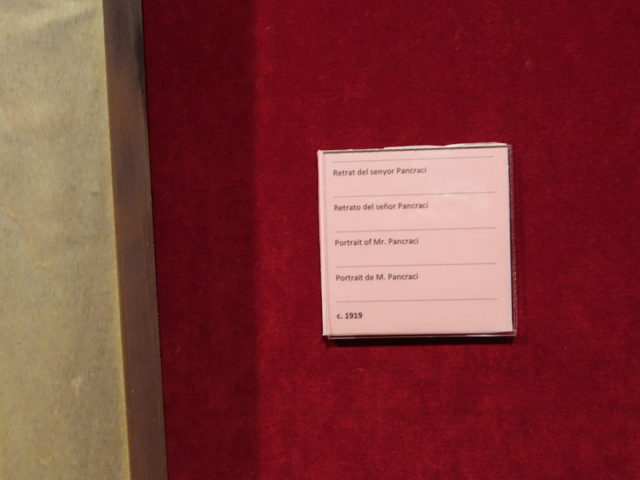 Retrat del senyor Pancraci
Retrato del señor Pancraci
Portrait of Mr. Pancraci
Portrait de M. Pancraci
c. 1919